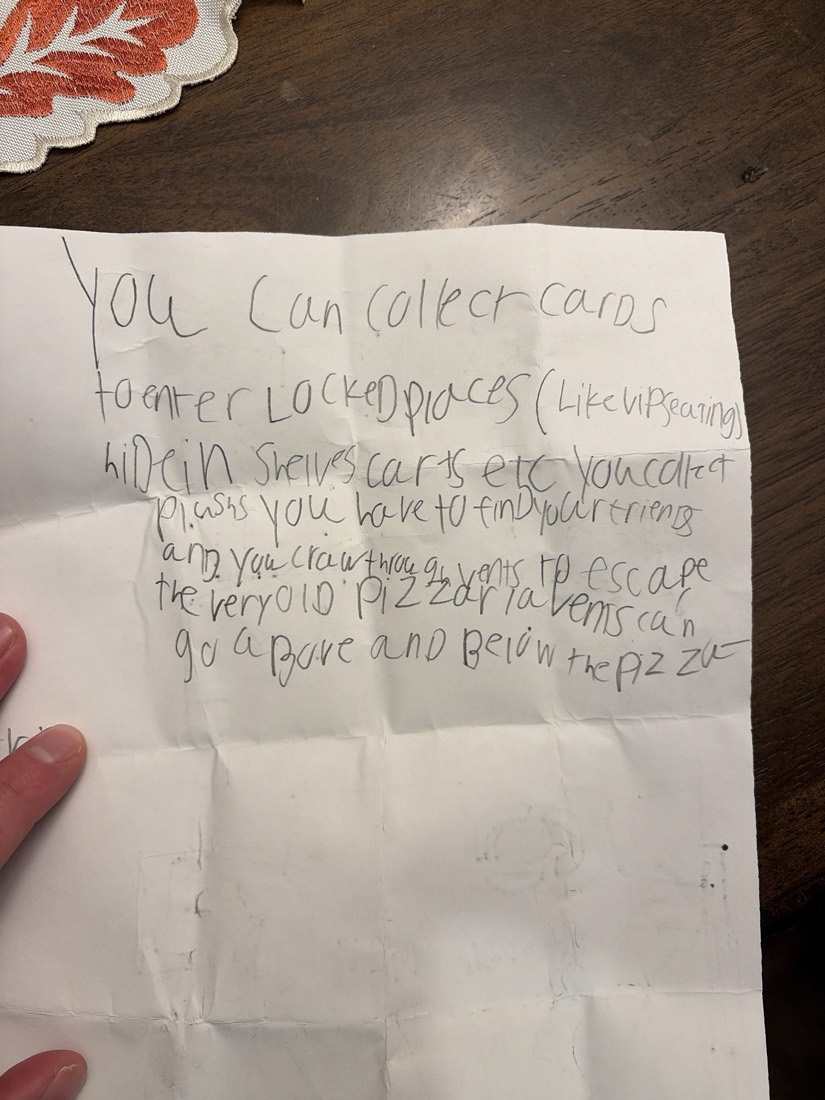 you can collect cards
to enter LOCKED places (Like vip seating)
hiDe in shelves carts etc you collect
plushs you have to finD your frienDs
anD you craw through vents to escape
the very OlD pizzaria vents can
go aBove anD Below the pizza